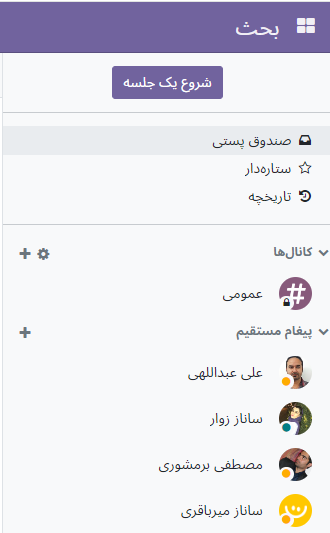 بحث
شروع یک جلسه
صندوق پستی
ستاره‌دار
تاریخچه
کانال‌ها
عمومی
پیغام مستقیم
علی عبداللهی
ساناز زوار
مصطفی برمشوری
ساناز میرباقری